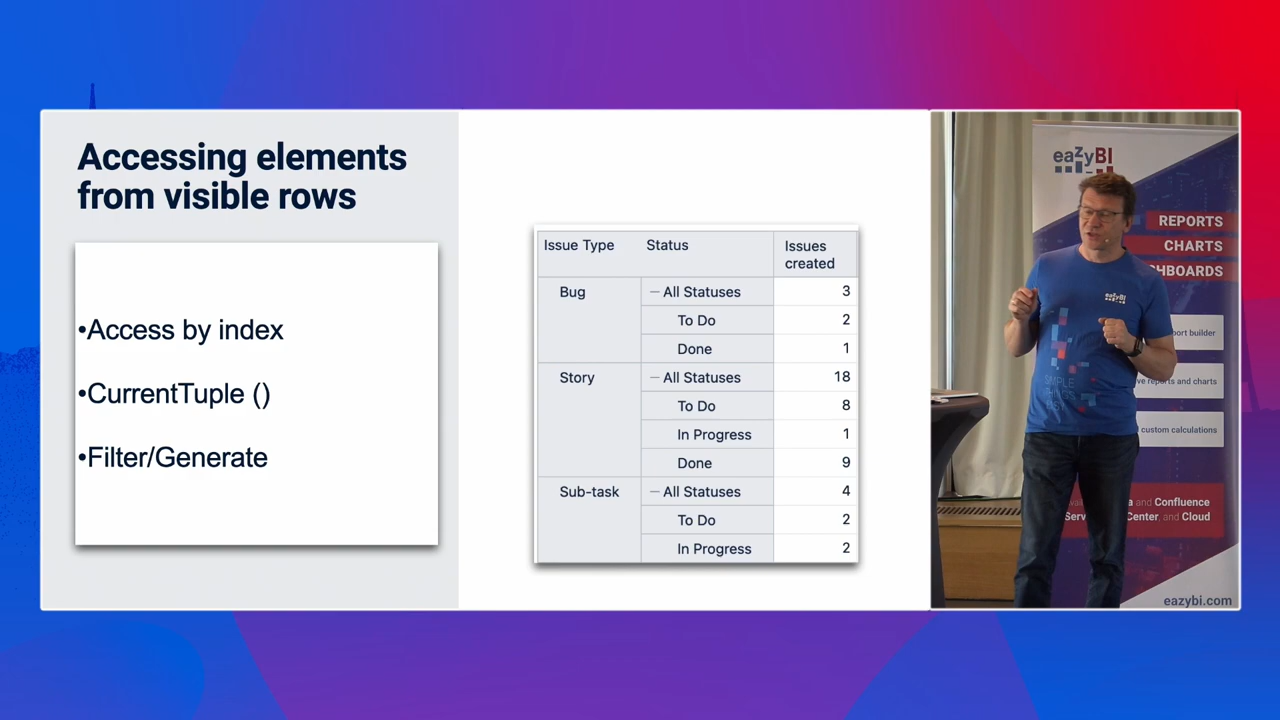 Accessing elements
from visible rows
•Access by index
•CurrentTuple ()
•Filter/Generate
Issue Type Status Issues created
Bug — All Statuses 3
To Do 2
Done 1
Story — All Statuses 18
To Do 8
In Progress 1
Done 9
Sub-task — All Statuses 4
To Do 2
In Progress 2
eazyBI
REPORTS
CHARTS
HBOARDS
port builder
reports and charts
custom calculations
and Confluence
Center, and Cloud
eazybi.com
eazyBI
SIMPLE
THINGS